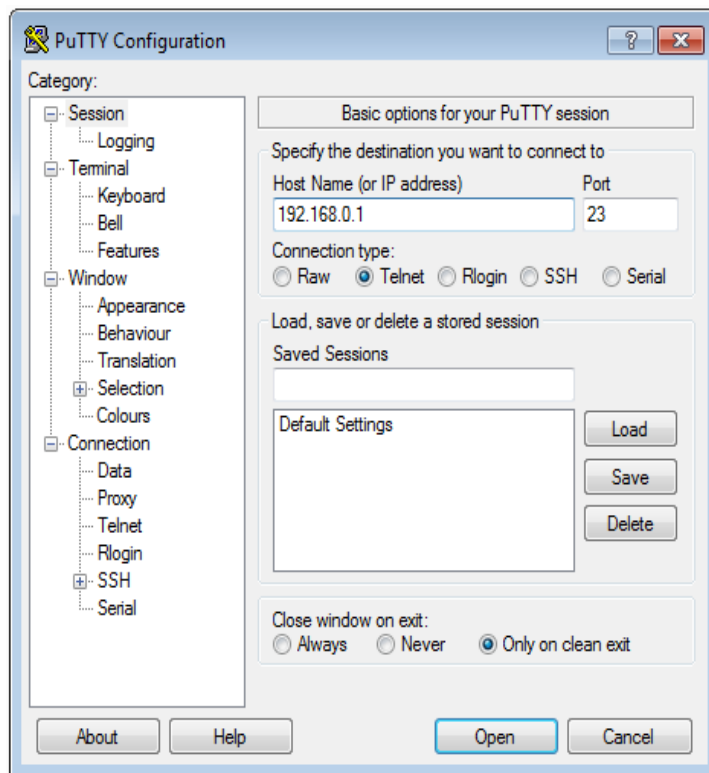 PuTTY Configuration
?
Category:
Session
Logging
Terminal
Keyboard
Bell
Features
Window
Appearance
Behaviour
Translation
Selection
Colours
Connection
Data
Proxy
Telnet
Rlogin
SSH
Serial
Basic options for your PuTTY session
Specify the destination you want to connect to
Host Name (or IP address) Port
192.168.0.1 23
Connection type:
Raw Telnet Rlogin SSH Serial
Load, save or delete a stored session
Saved Sessions
Default Settings
Load
Save
Delete
Close window on exit:
Always Never Only on clean exit
About Help Open Cancel